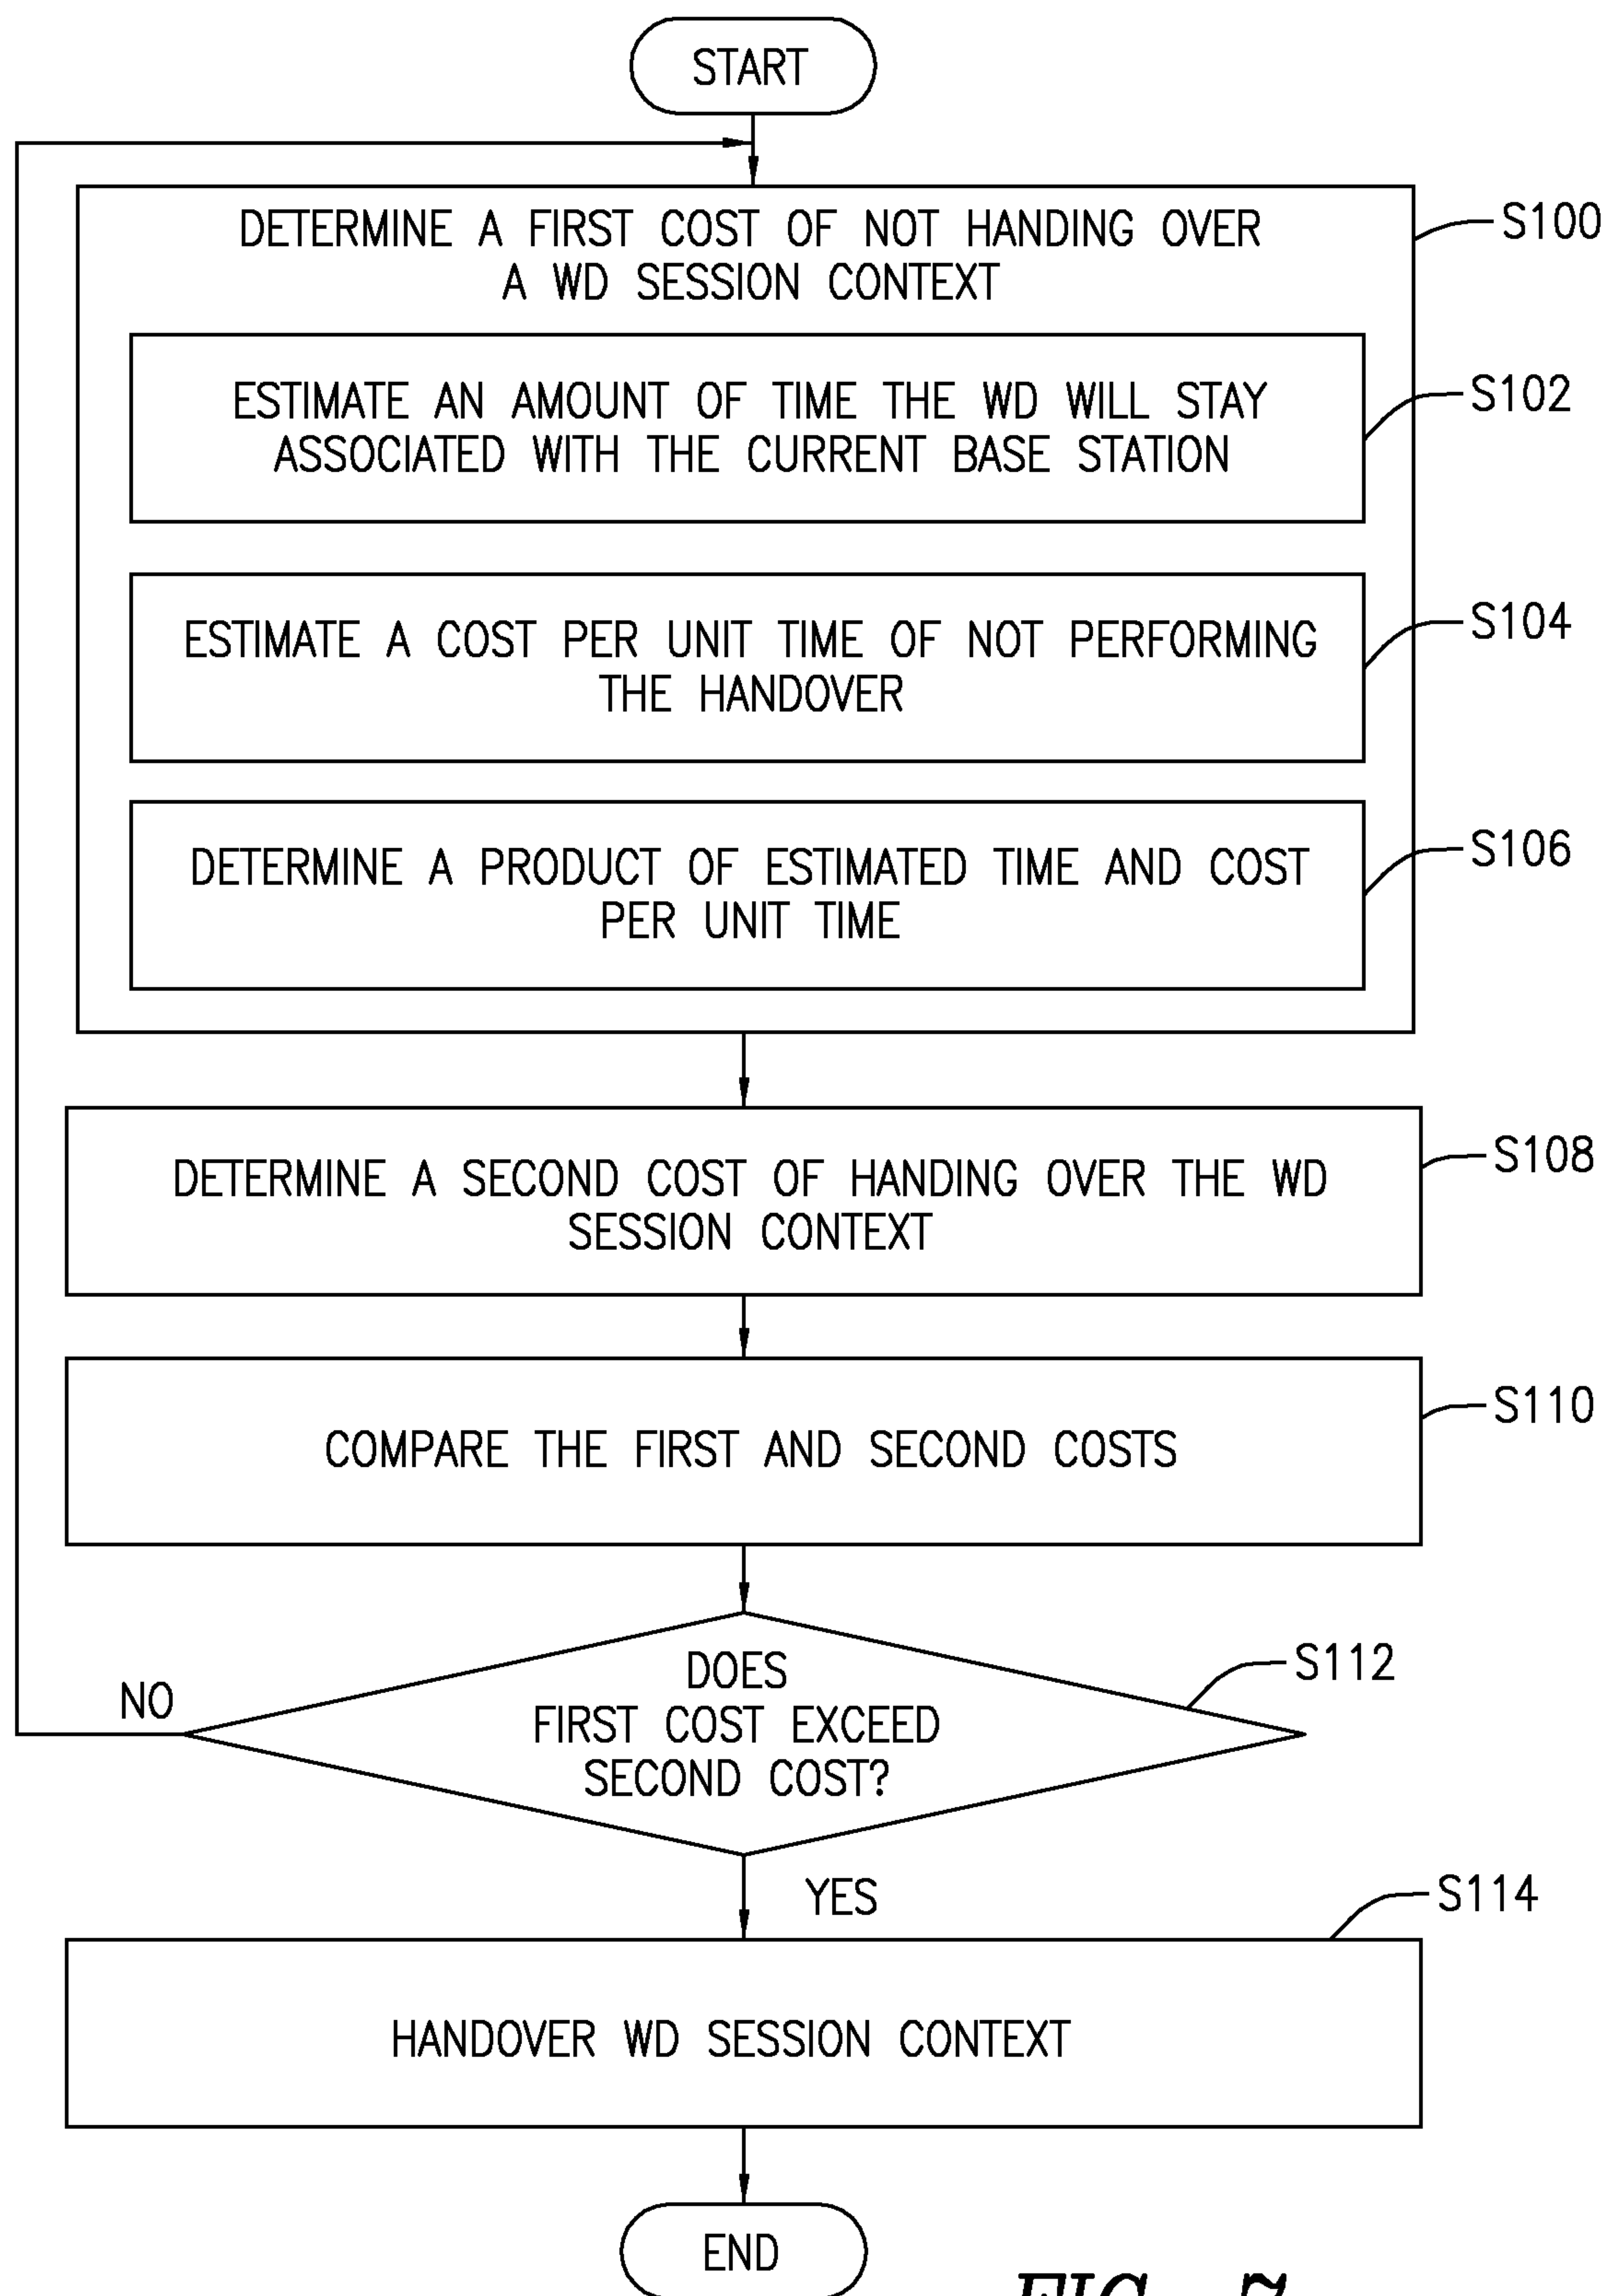 START
DETERMINE A FIRST COST OF NOT HANDING OVER
A WD SESSION CONTEXT
S100
ESTIMATE AN AMOUNT OF TIME THE WD WILL STAY
ASSOCIATED WITH THE CURRENT BASE STATION
S102
ESTIMATE A COST PER UNIT TIME OF NOT PERFORMING
THE HANDOVER
S104
DETERMINE A PRODUCT OF ESTIMATED TIME AND COST
PER UNIT TIME
S106
DETERMINE A SECOND COST OF HANDING OVER THE WD
SESSION CONTEXT
S108
COMPARE THE FIRST AND SECOND COSTS
S110
DOES
FIRST COST EXCEED
SECOND COST?
S112
NO
YES
HANDOVER WD SESSION CONTEXT
S114
END